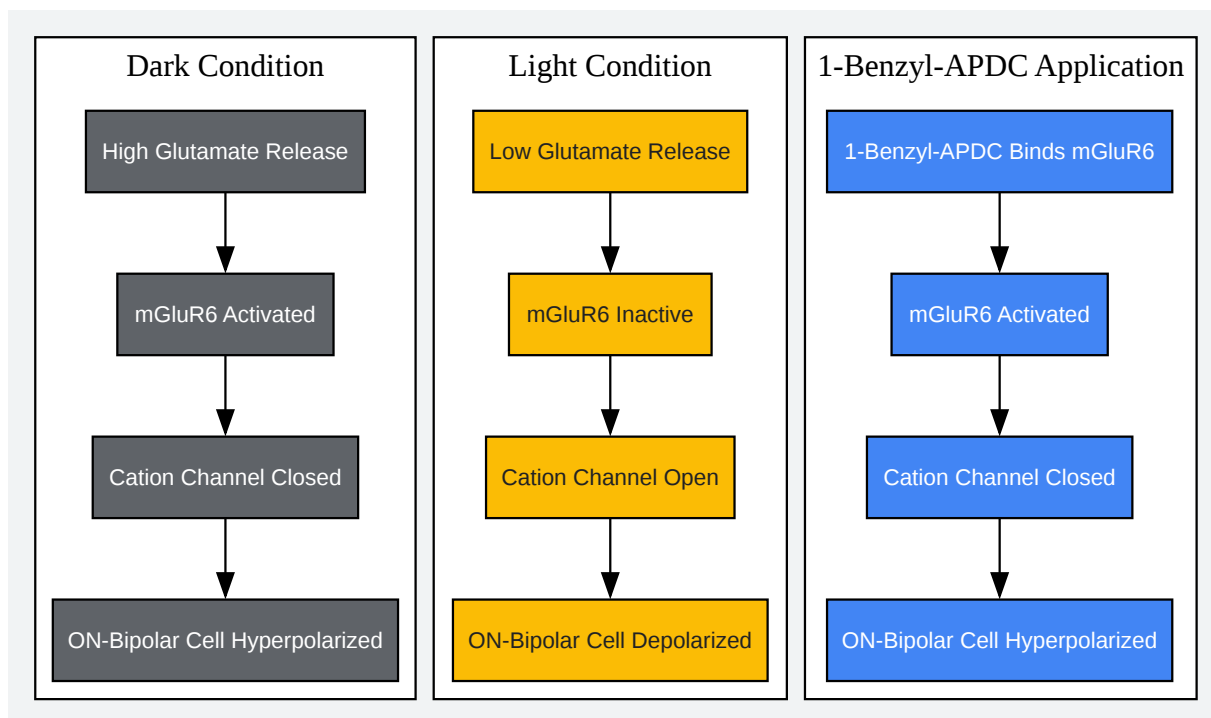 Dark Condition
High Glutamate Release
mGluR6 Activated
Cation Channel Closed
ON-Bipolar Cell Hyperpolarized
Light Condition
Low Glutamate Release
mGluR6 Inactive
Cation Channel Open
ON-Bipolar Cell Depolarized
1-Benzyl-APDC Application
1-Benzyl-APDC Binds mGluR6
mGluR6 Activated
Cation Channel Closed
ON-Bipolar Cell Hyperpolarized